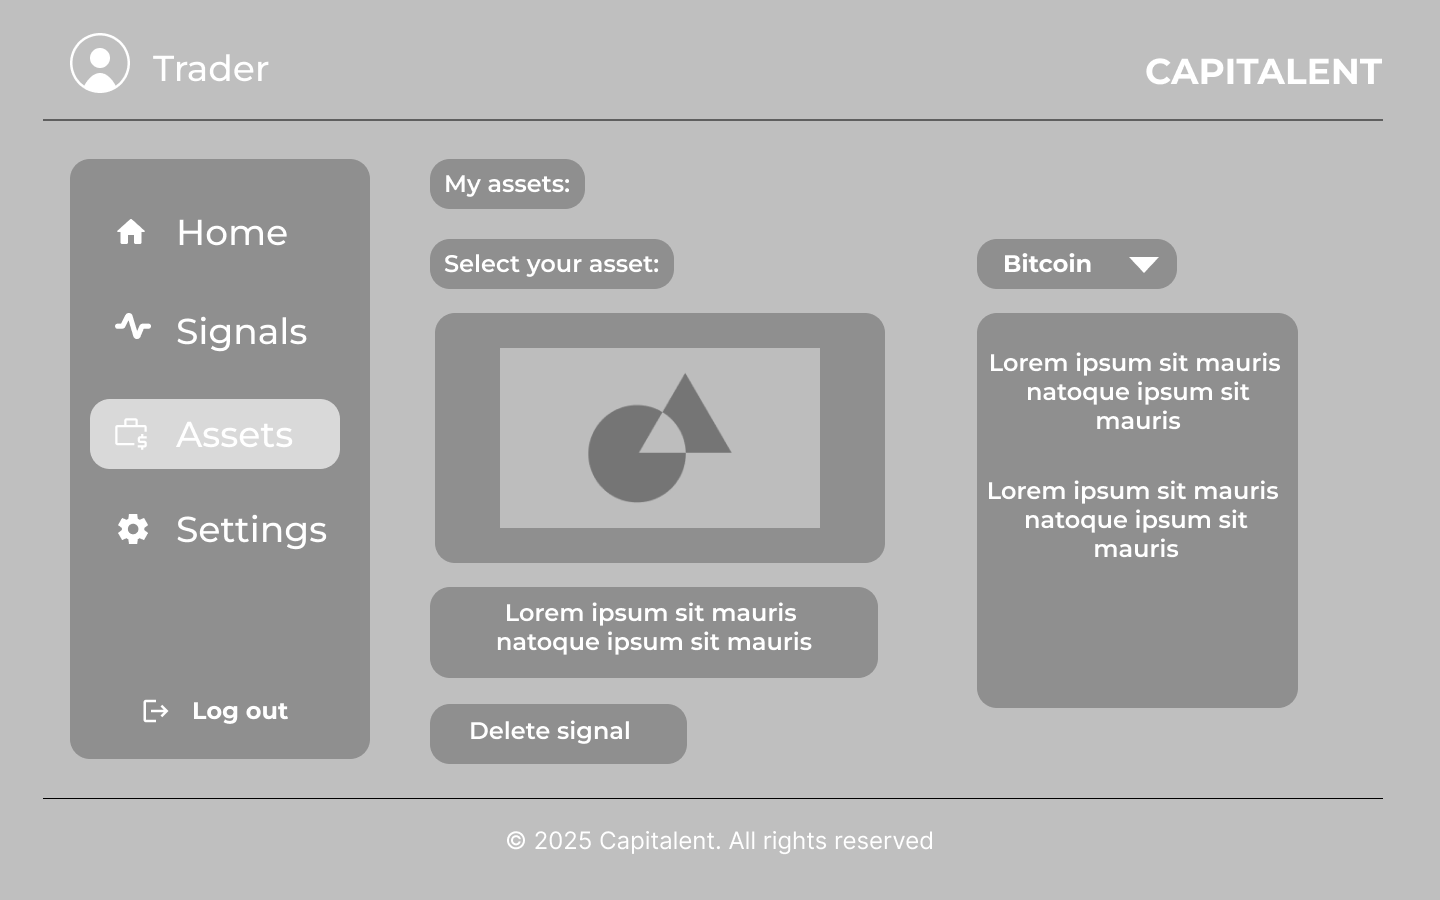 Trader
CAPITALENT
Home
Signals
Assets
Settings
Log out
My assets:
Select your asset:
Bitcoin
Lorem ipsum sit mauris
natoque ipsum sit
mauris
Lorem ipsum sit mauris
natoque ipsum sit
mauris
Lorem ipsum sit mauris
natoque ipsum sit mauris
Delete signal
© 2025 Capitalent. All rights reserved